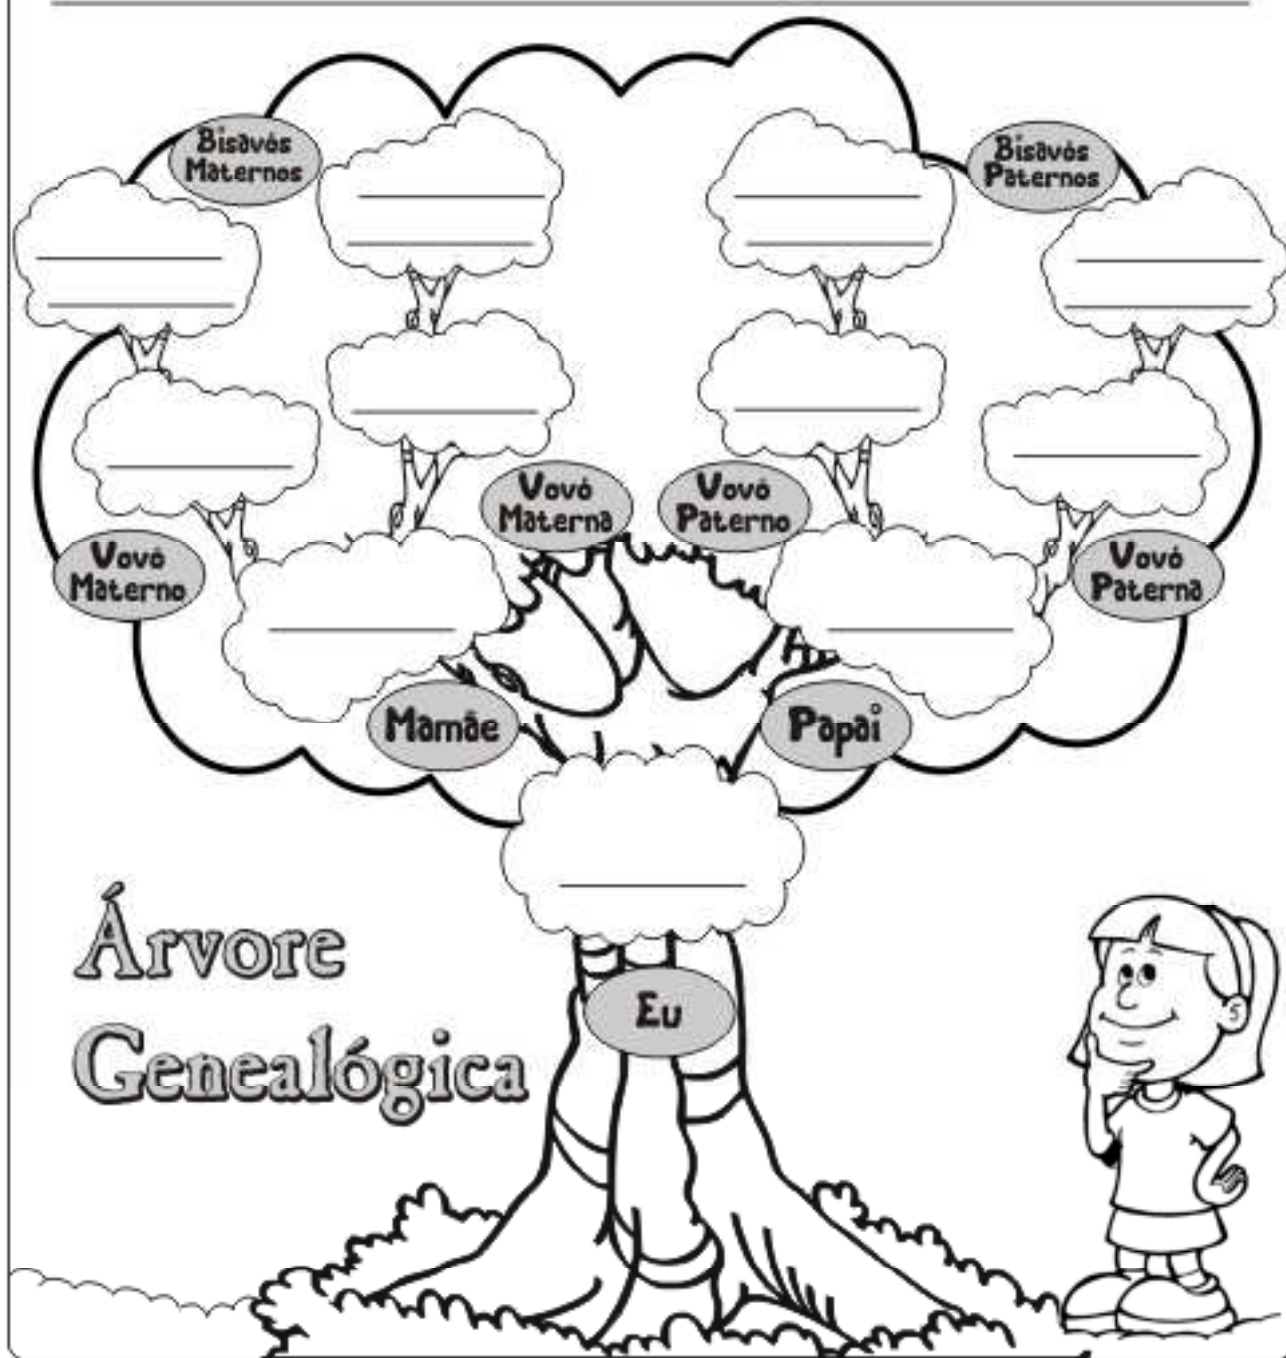 Bisavós
Maternos
Bisavós
Paternos
Vovó
Materna
Vovô
Paterno
Vovô
Materno
Vovó
Paterna
Mamãe
Papai
Árvore
Genealógica
Eu